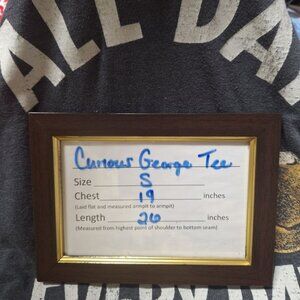 ALL DA
Curious George Tee
Size S
Chest 19 inches
(Laid flat and measured armpit to armpit)
Length 26 inches
(Measured from highest point of shoulder to bottom seam)